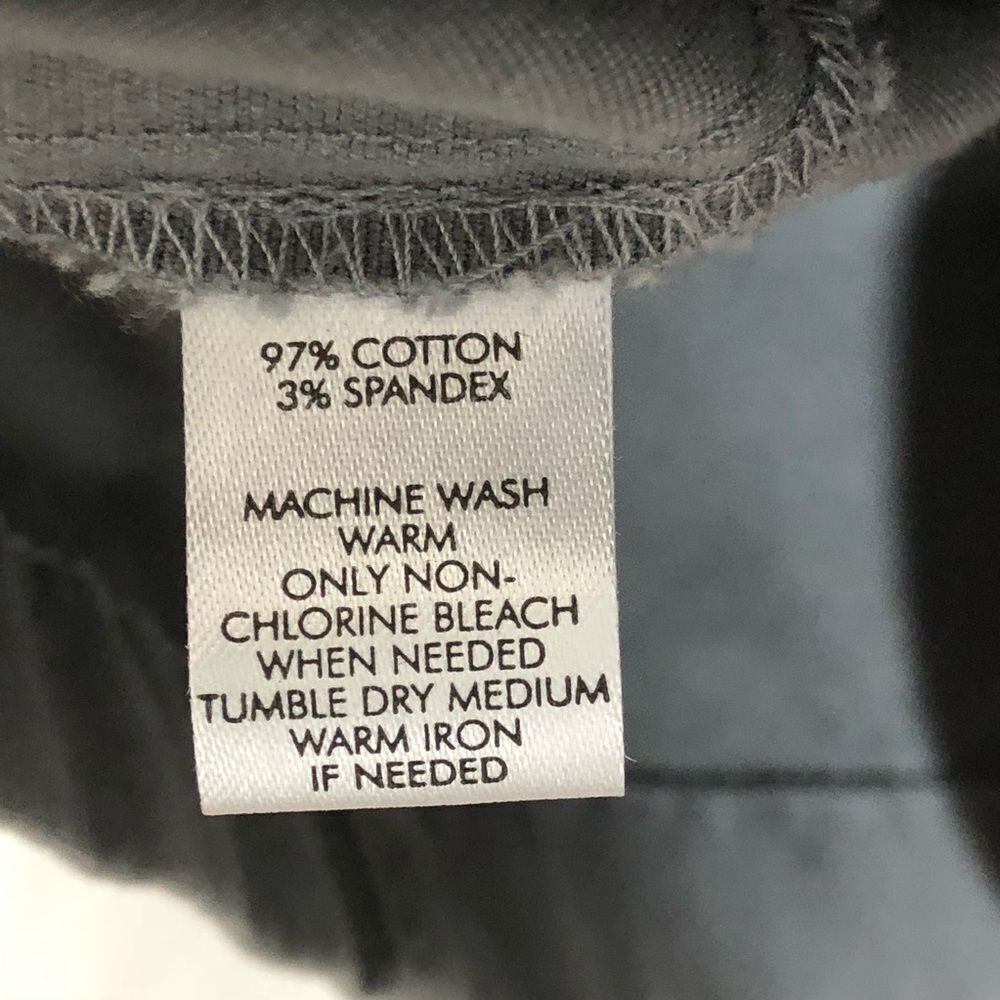 97% COTTON
3% SPANDEX
MACHINE WASH
WARM
ONLY NON-
CHLORINE BLEACH
WHEN NEEDED
TUMBLE DRY MEDIUM
WARM IRON
IF NEEDED